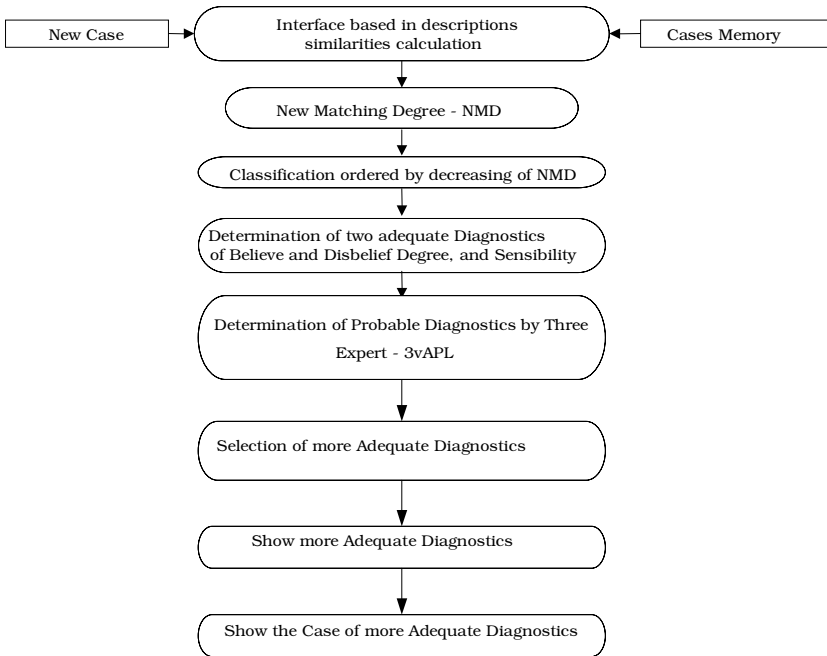 New Case
Interface based in descriptions
similarities calculation
Cases Memory
New Matching Degree - NMD
Classification ordered by decreasing of NMD
Determination of two adequate Diagnostics
of Believe and Disbelief Degree, and Sensibility
Determination of Probable Diagnostics by Three
Expert - 3vAPL
Selection of more Adequate Diagnostics
Show more Adequate Diagnostics
Show the Case of more Adequate Diagnostics